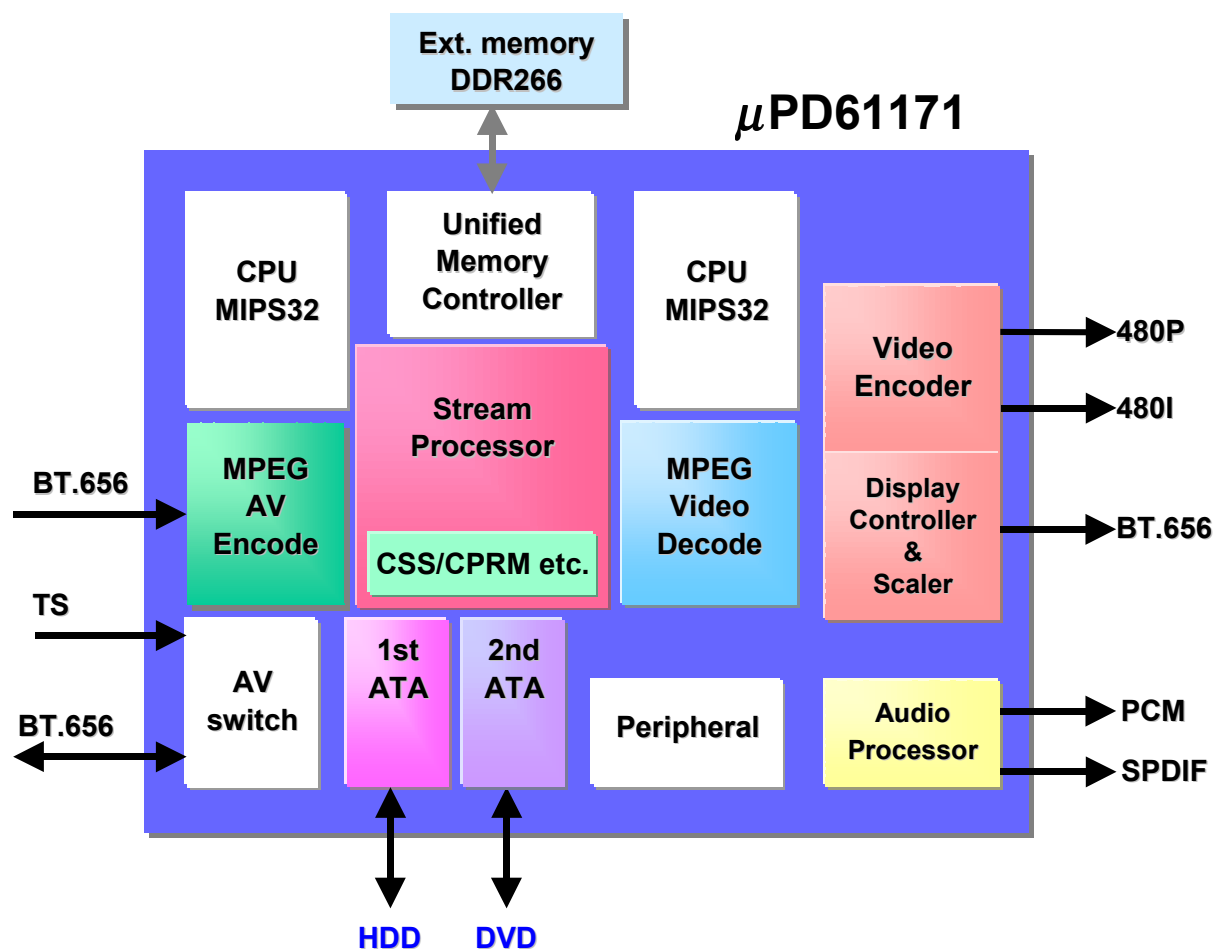 Ext. memory
DDR266
μPD61171
CPU
MIPS32
Unified
Memory
Controller
CPU
MIPS32
Video
Encoder
480P
480I
Stream
Processor
CSS/CPRM etc.
BT.656
MPEG
AV
Encode
MPEG
Video
Decode
Display
Controller
&
Scaler
BT.656
TS
BT.656
AV
switch
1st
ATA
2nd
ATA
Peripheral
Audio
Processor
PCM
SPDIF
HDD
DVD